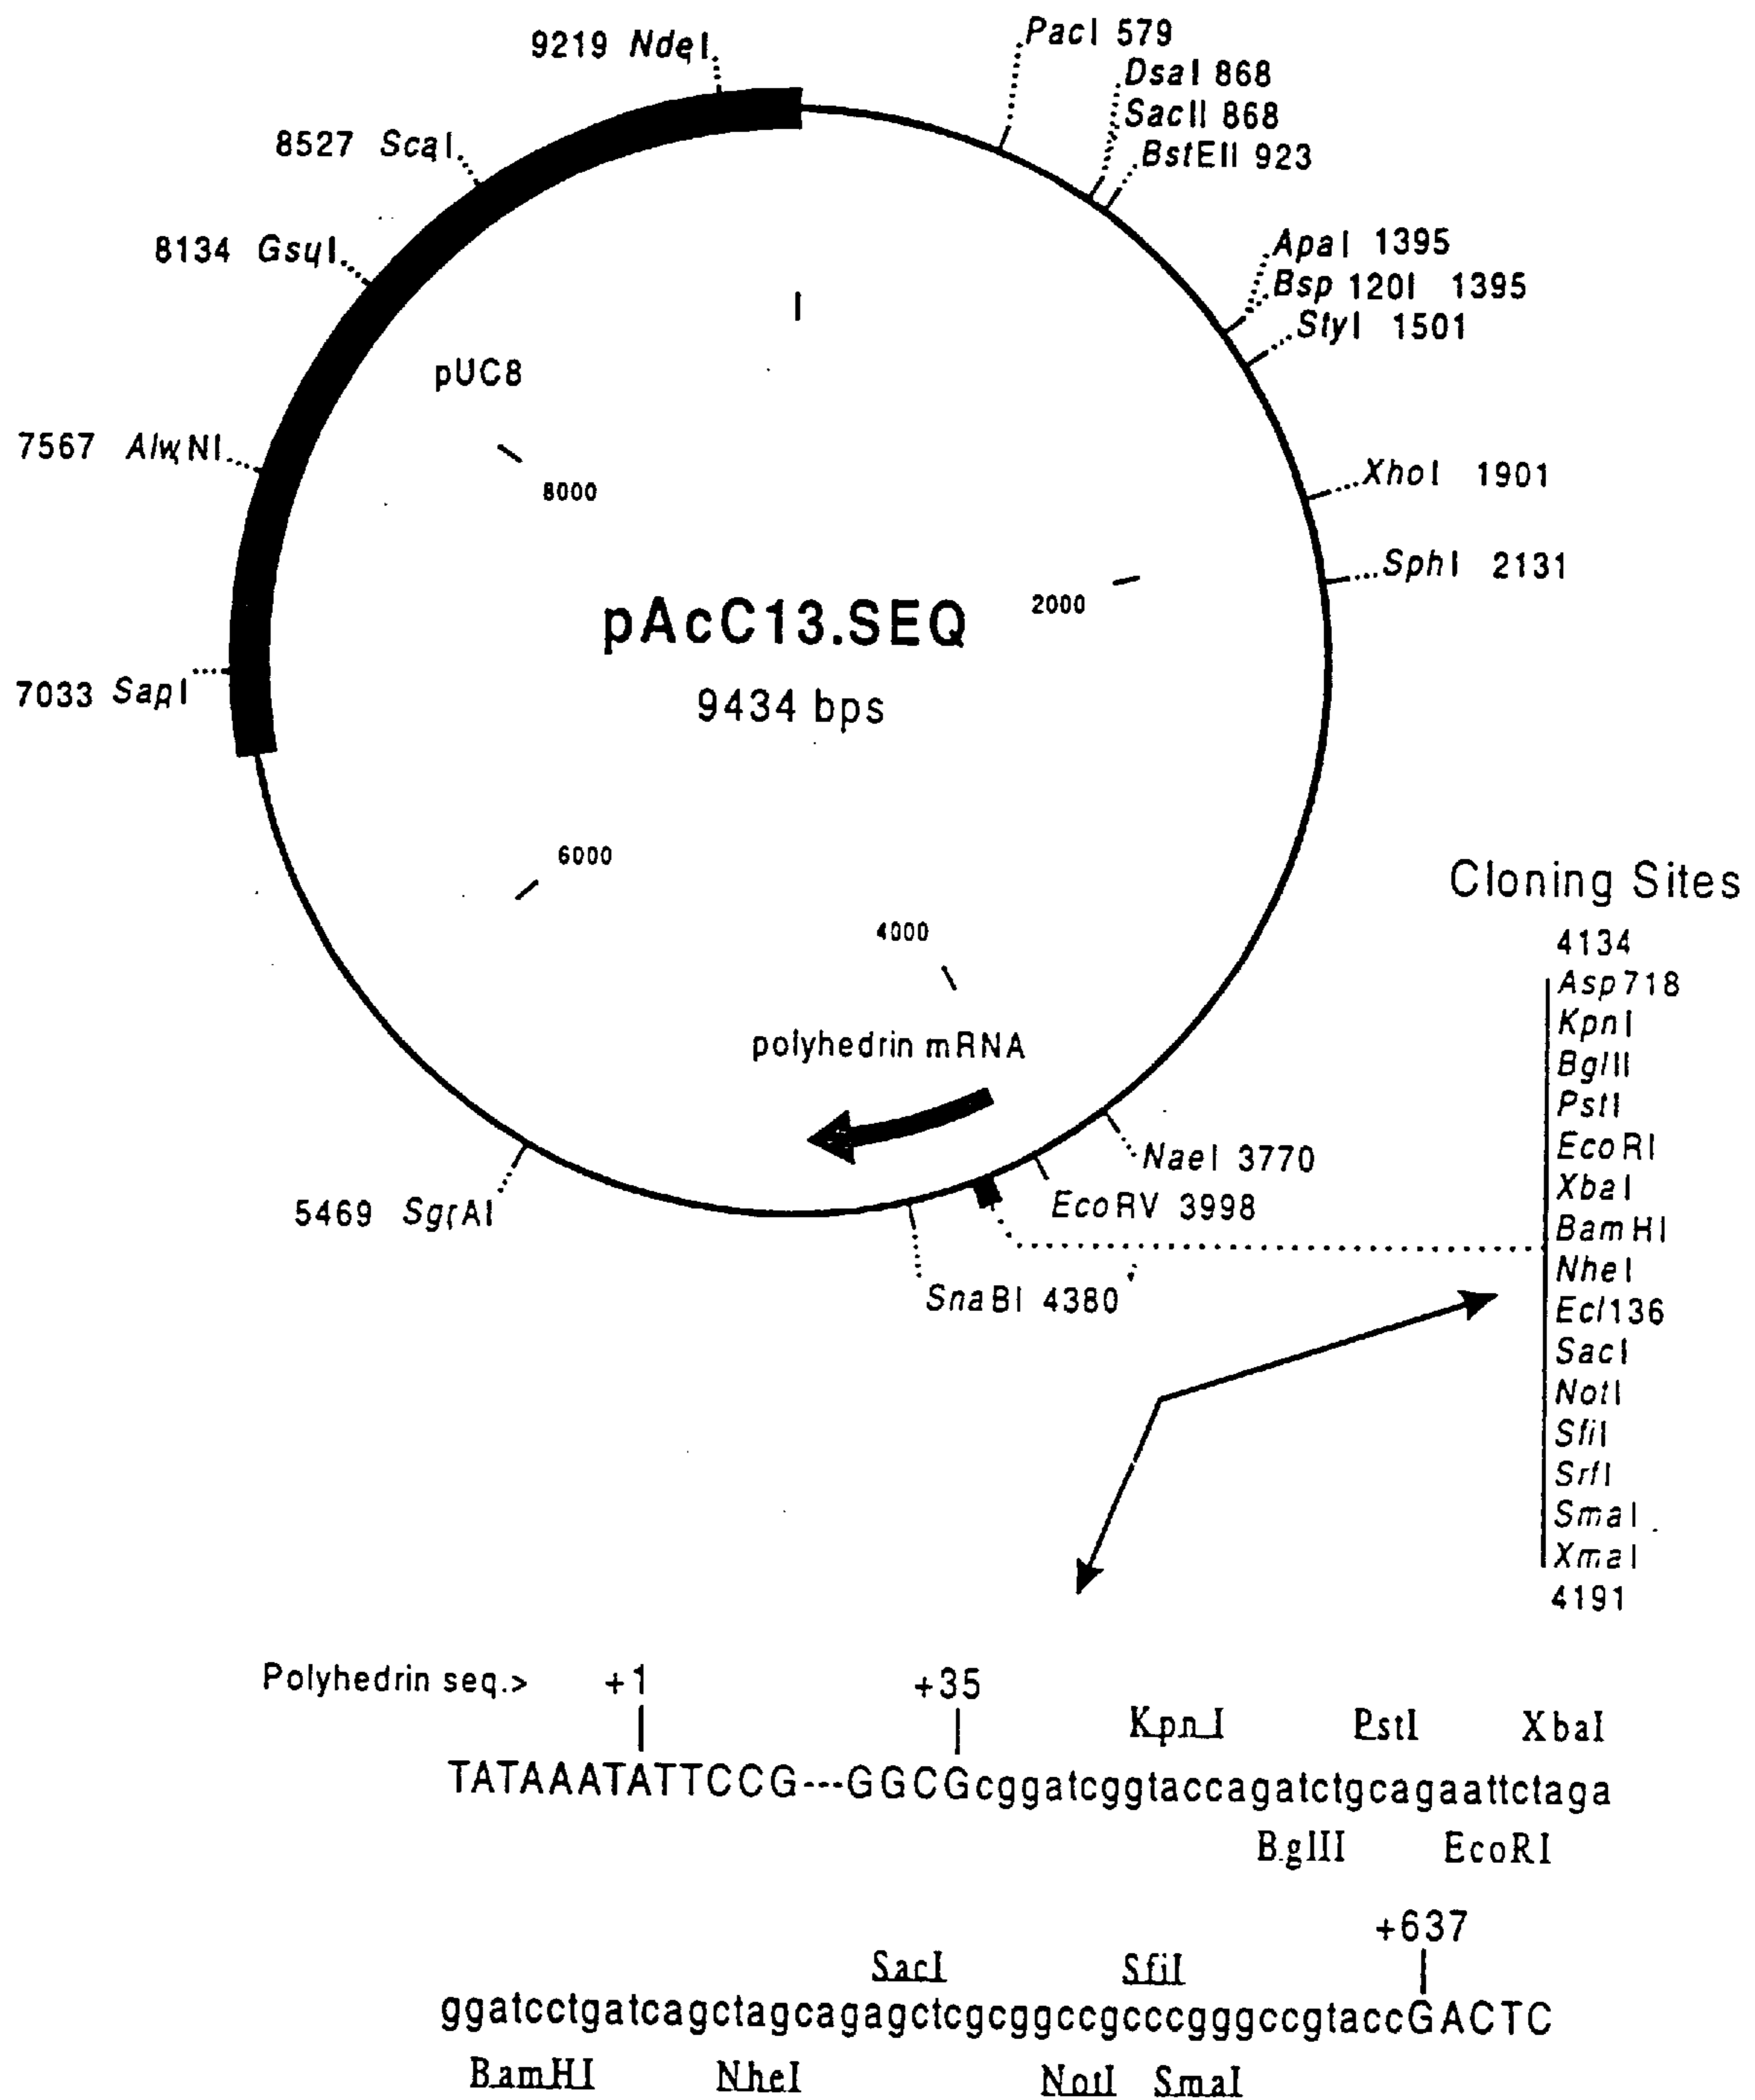 9219 NdeI
PacI 579
DsaI 868
SacII 868
BstEII 923
8527 ScaI
8134 GsuI
ApaI 1395
Bsp 120I 1395
StyI 1501
pUC8
7567 AlwNI
8000
XhoI 1901
SphI 2131
2000
pAcC13.SEQ
9434 bps
7033 SapI
6000
4000
polyhedrin mRNA
NaeI 3770
EcoRV 3998
5469 SgrAI
SnaBI 4380
Cloning Sites
4134
Asp718
KpnI
BglII
PstI
EcoRI
XbaI
BamHI
NheI
Ecl136
SacI
NotI
SfiI
SrfI
SmaI
XmaI
4191
Polyhedrin seq.> +1 +35
KpnI PstI XbaI
TATAAATATTCCG---GGCGcggatcggtaccagatctgcagaattctaga
BglII EcoRI
+637
SacI SfiI
ggatcctgatcagctagcagagctcgcggccgcccgggccgtaccGACTC
BamHI NheI NotI SmaI